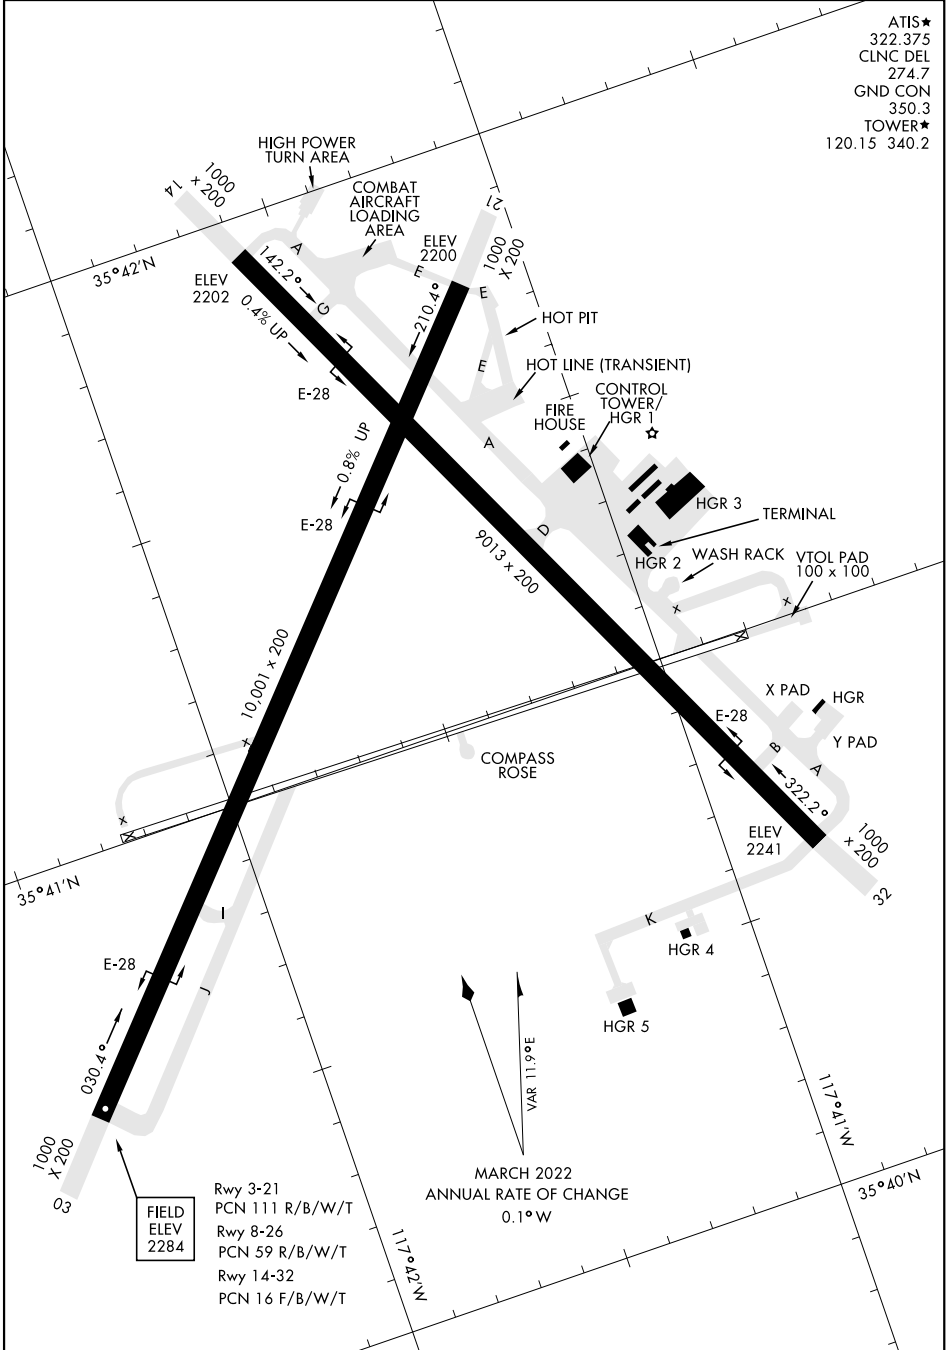 ATIS★
322.375
CLNC DEL
274.7
GND CON
350.3
TOWER★
120.15 340.2
HIGH POWER
TURN AREA
14
1000
x 200
COMBAT
AIRCRAFT
LOADING
AREA
21
1000
X 200
ELEV
2200
35°42'N
ELEV
2202
142.2°
A
G
E
E
E
0.4% UP
210.4°
HOT PIT
HOT LINE (TRANSIENT)
E-28
CONTROL
TOWER/
HGR 1
FIRE
HOUSE
A
0.8% UP
E-28
HGR 3
TERMINAL
D
9013 x 200
HGR 2
WASH RACK
VTOL PAD
100 x 100
x
x
10,001 x 200
X PAD
HGR
E-28
Y PAD
B
A
x
COMPASS
ROSE
322.2°
x
X
X
ELEV
2241
1000
x 200
32
35°41'N
I
K
HGR 4
E-28
J
HGR 5
030.4°
VAR 11.9°E
117°41'W
1000
X 200
03
MARCH 2022
ANNUAL RATE OF CHANGE
0.1°W
35°40'N
FIELD
ELEV
2284
Rwy 3-21
PCN 111 R/B/W/T
Rwy 8-26
PCN 59 R/B/W/T
Rwy 14-32
PCN 16 F/B/W/T
117°42'W